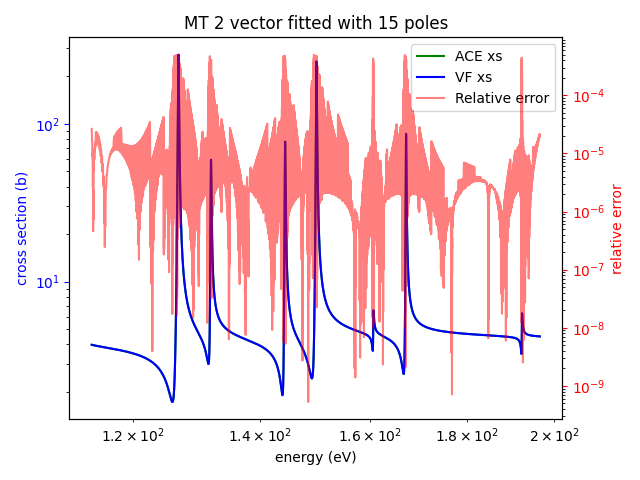 MT 2 vector fitted with 15 poles
ACE xs
VF xs
Relative error
cross section (b)
10²
10¹
relative error
10⁻⁴
10⁻⁵
10⁻⁶
10⁻⁷
10⁻⁸
10⁻⁹
1.2 × 10² 1.4 × 10² 1.6 × 10² 1.8 × 10² 2 × 10²
energy (eV)